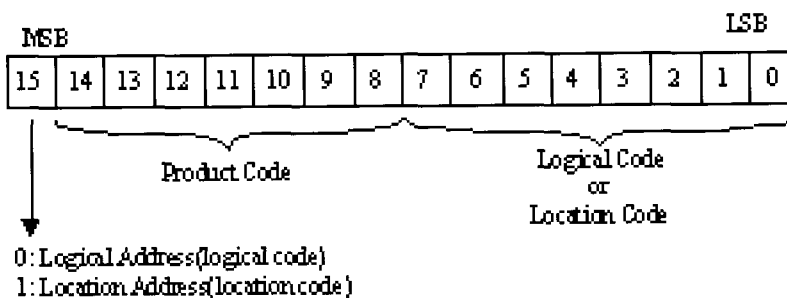 MSB LSB
15 14 13 12 11 10 9 8 7 6 5 4 3 2 1 0
Product Code
Logical Code
or
Location Code
0: Logical Address(logical code)
1: Location Address(location code)